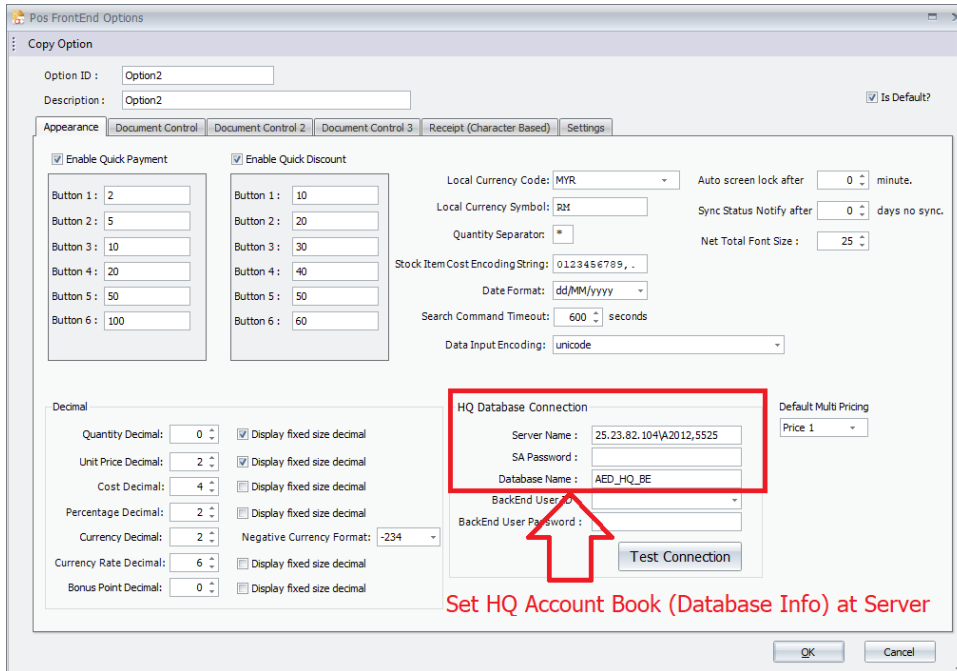 Pos FrontEnd Options
Copy Option
Option ID : Option2
Description : Option2
Is Default?
Appearance Document Control Document Control 2 Document Control 3 Receipt (Character Based) Settings
Enable Quick Payment Enable Quick Discount
Button 1 : 2 Button 1 : 10
Button 2 : 5 Button 2 : 20
Button 3 : 10 Button 3 : 30
Button 4 : 20 Button 4 : 40
Button 5 : 50 Button 5 : 50
Button 6 : 100 Button 6 : 60
Local Currency Code: MYR
Local Currency Symbol: RM
Quantity Separator: *
Stock Item Cost Encoding String: 0123456789,.
Date Format: dd/MM/yyyy
Search Command Timeout: 600 seconds
Data Input Encoding: unicode
Auto screen lock after 0 minute.
Sync Status Notify after 0 days no sync.
Net Total Font Size : 25
Decimal
Quantity Decimal: 0 Display fixed size decimal
Unit Price Decimal: 2 Display fixed size decimal
Cost Decimal: 4 Display fixed size decimal
Percentage Decimal: 2 Display fixed size decimal
Currency Decimal: 2 Negative Currency Format: -234
Currency Rate Decimal: 6 Display fixed size decimal
Bonus Point Decimal: 0 Display fixed size decimal
HQ Database Connection
Server Name : 25.23.82.104\A2012,5525
SA Password :
Database Name : AED_HQ_BE
BackEnd User ID
BackEnd User Password :
Test Connection
Default Multi Pricing
Price 1
Set HQ Account Book (Database Info) at Server
OK Cancel